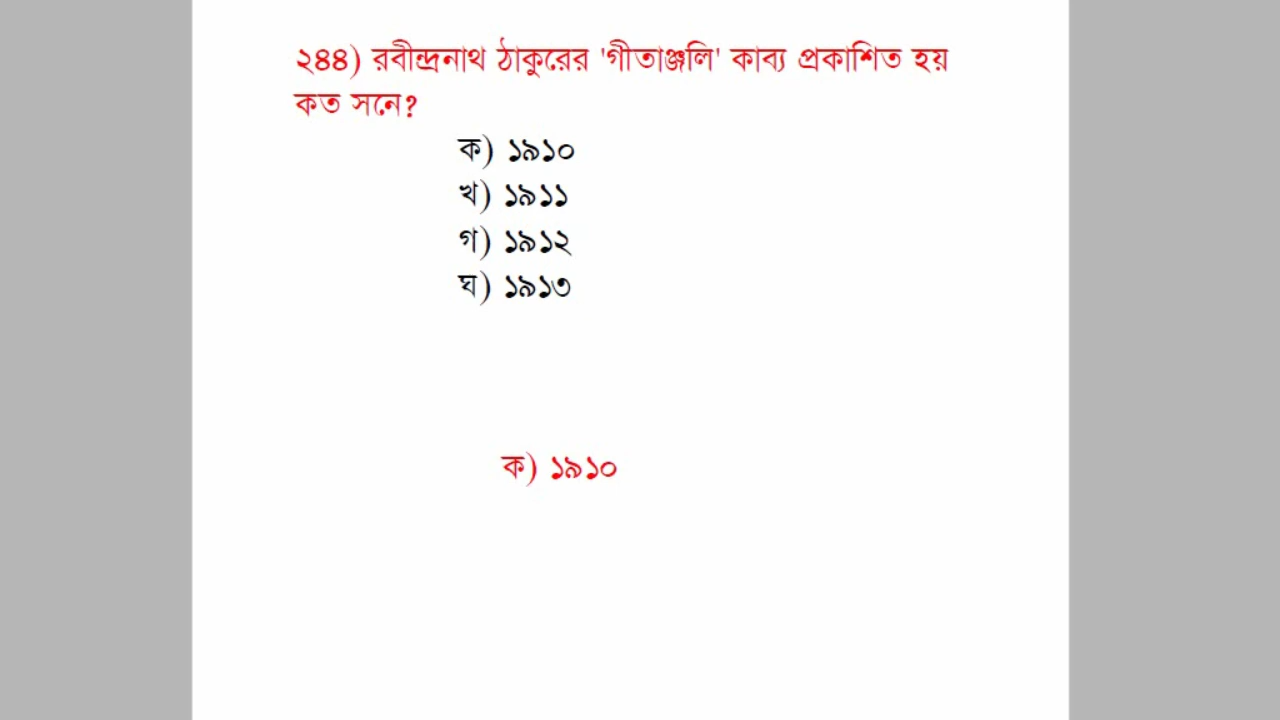 ২৪৪) রবীন্দ্রনাথ ঠাকুরের 'গীতাঞ্জলি' কাব্য প্রকাশিত হয়
কত সনে?
ক) ১৯১০
খ) ১৯১১
গ) ১৯১২
ঘ) ১৯১৩
ক) ১৯১০